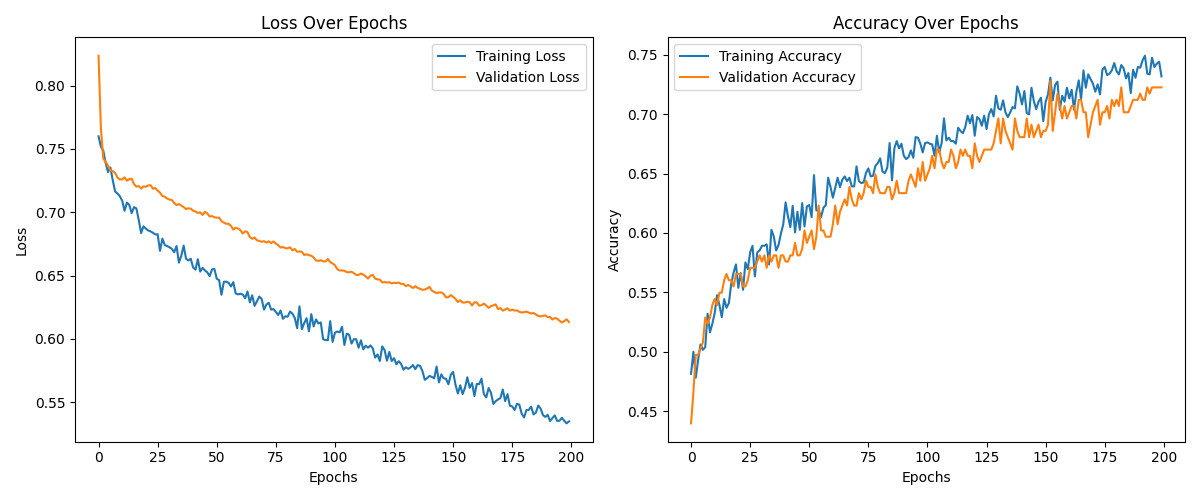 Loss Over Epochs
Training Loss
Validation Loss
Loss
0.80
0.75
0.70
0.65
0.60
0.55
0 25 50 75 100 125 150 175 200
Epochs
Accuracy Over Epochs
Training Accuracy
Validation Accuracy
Accuracy
0.75
0.70
0.65
0.60
0.55
0.50
0.45
0 25 50 75 100 125 150 175 200
Epochs